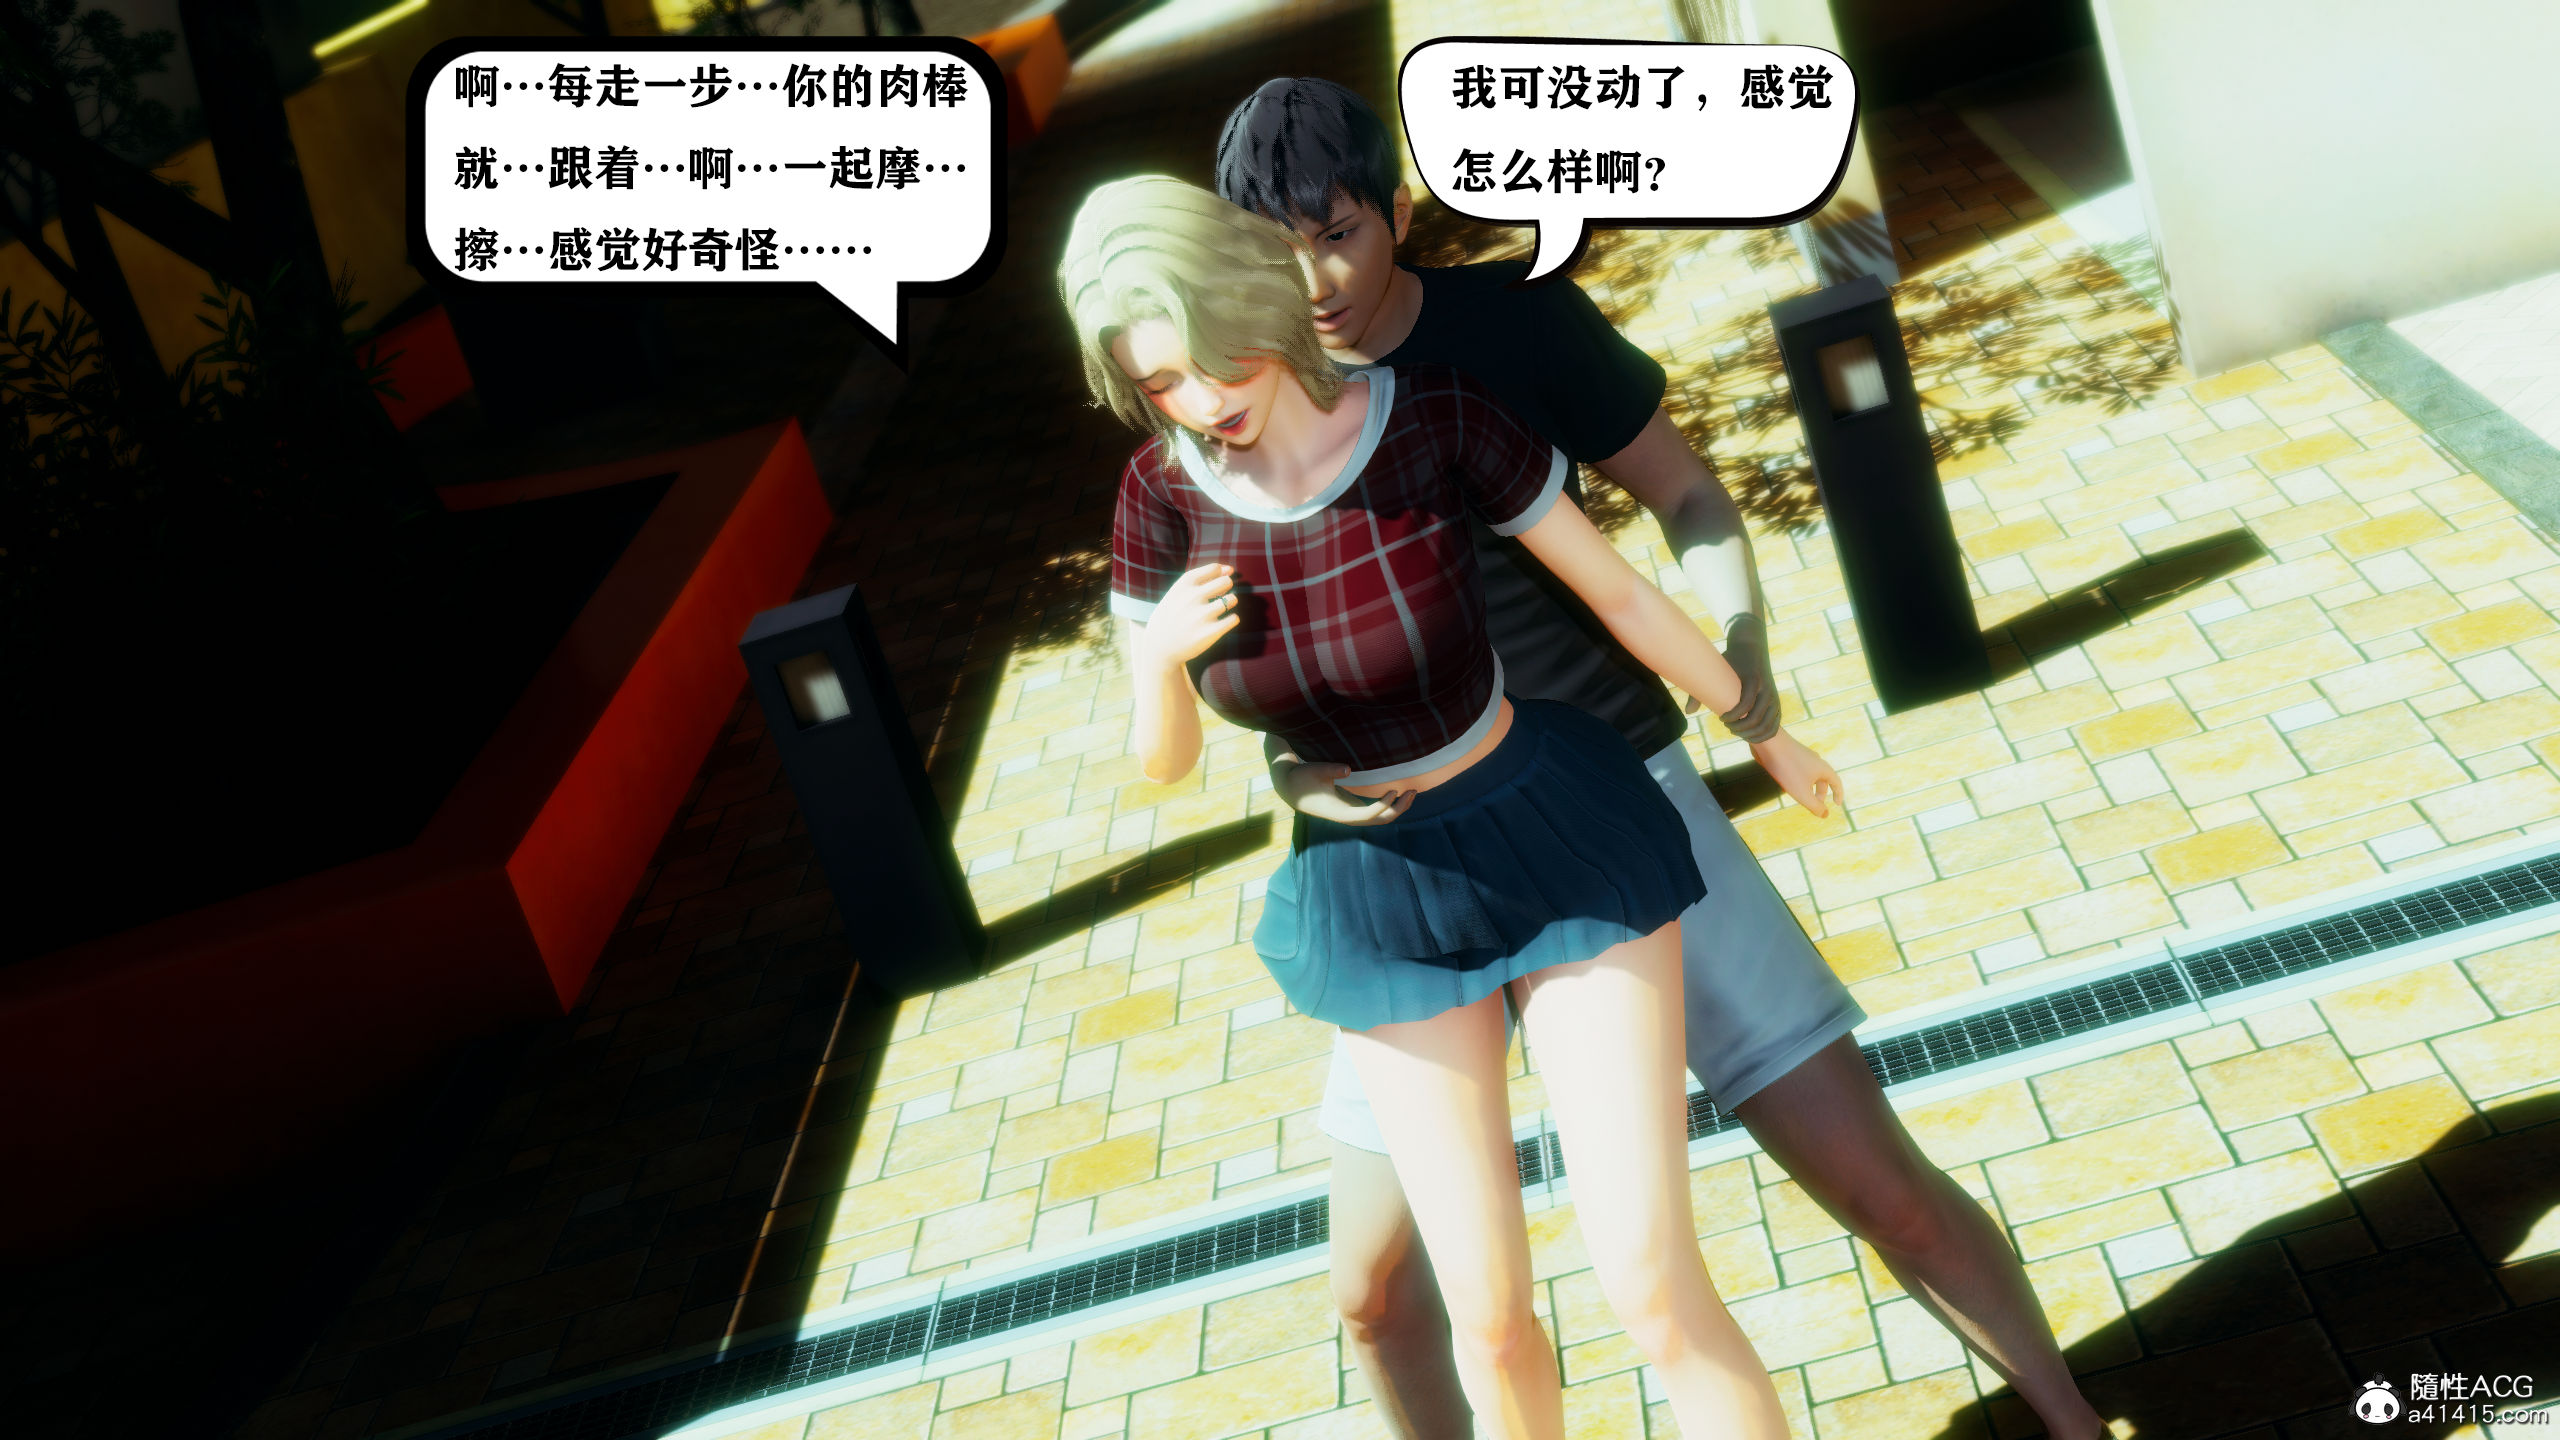 啊…每走一步…你的肉棒
就…跟着…啊…一起摩…
擦…感觉好奇怪……
我可没动了，感觉
怎么样啊?
隨性ACG
a41415.com